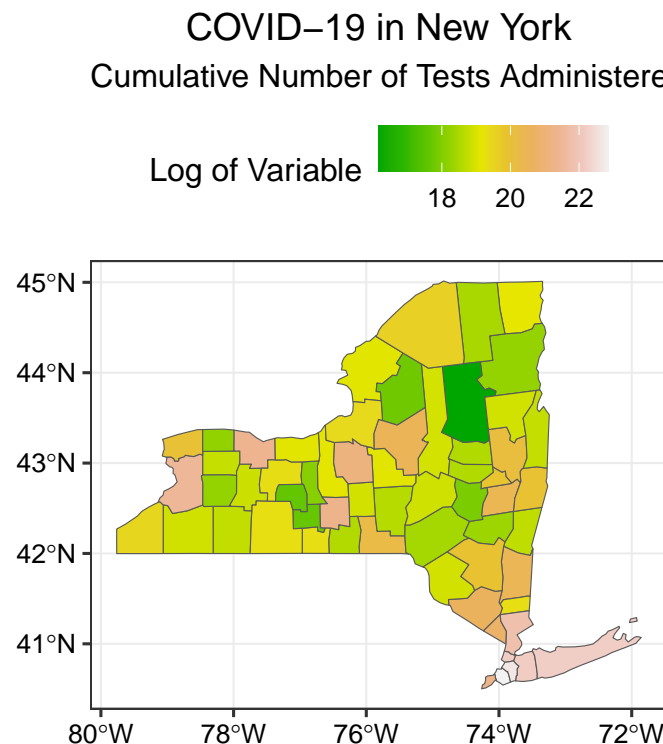 COVID−19 in New York
Cumulative Number of Tests Administere
Log of Variable
18 20 22
45°N
44°N
43°N
42°N
41°N
80°W 78°W 76°W 74°W 72°W